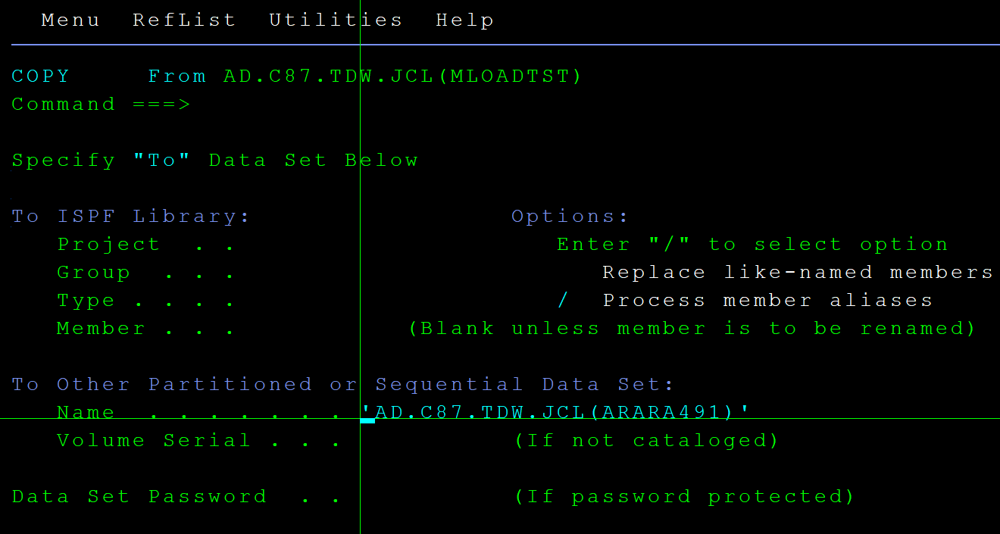 Menu RefList Utilities Help
COPY From AD.C87.TDW.JCL(MLOADTST)
Command ===>
Specify "To" Data Set Below
To ISPF Library: Options:
Project . . Enter "/" to select option
Group . . . Replace like-named members
Type . . . . / Process member aliases
Member . . . (Blank unless member is to be renamed)
To Other Partitioned or Sequential Data Set:
Name . . . . . . . 'AD.C87.TDW.JCL(ARARA491)'
Volume Serial . . . (If not cataloged)
Data Set Password . . (If password protected)